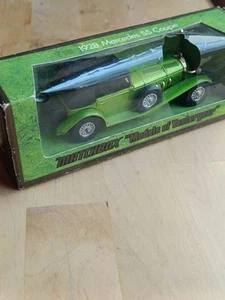 1928 Mercedes SS Coupe
MATCHBOX "Models of Yesteryear"